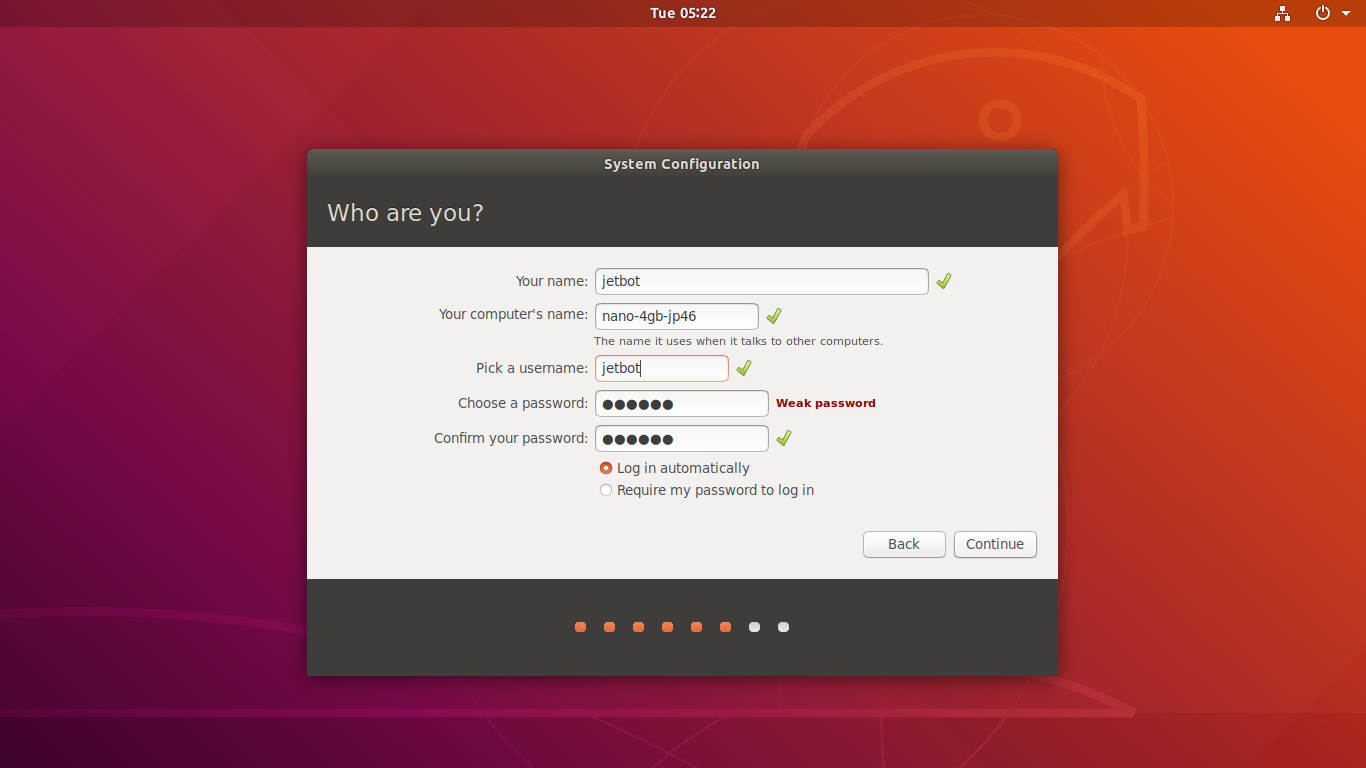 Tue 05:22
System Configuration
Who are you?
Your name: jetbot
Your computer's name: nano-4gb-jp46
The name it uses when it talks to other computers.
Pick a username: jetbot
Choose a password: ●●●●●● Weak password
Confirm your password: ●●●●●●
Log in automatically
Require my password to log in
Back Continue